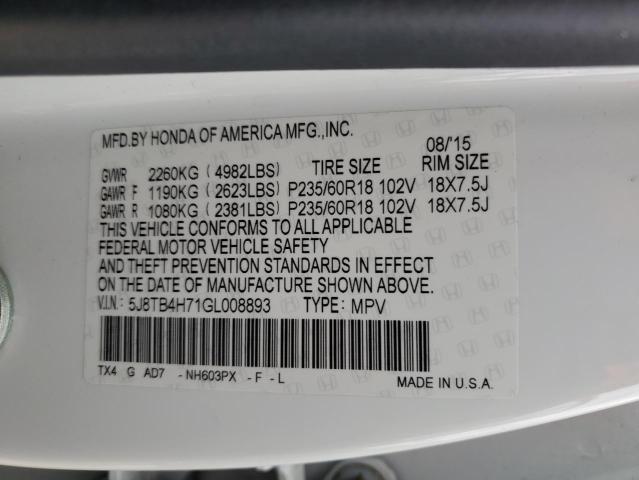 MFD.BY HONDA OF AMERICA MFG.,INC. 08/'15
GVWR 2260KG (4982LBS) TIRE SIZE RIM SIZE
GAWR F 1190KG (2623LBS) P235/60R18 102V 18X7.5J
GAWR R 1080KG (2381LBS) P235/60R18 102V 18X7.5J
THIS VEHICLE CONFORMS TO ALL APPLICABLE
FEDERAL MOTOR VEHICLE SAFETY
AND THEFT PREVENTION STANDARDS IN EFFECT
ON THE DATE OF MANUFACTURE SHOWN ABOVE.
V.I.N.: 5J8TB4H71GL008893 TYPE: MPV
TX4 G AD7 -NH603PX -F-L MADE IN U.S.A.